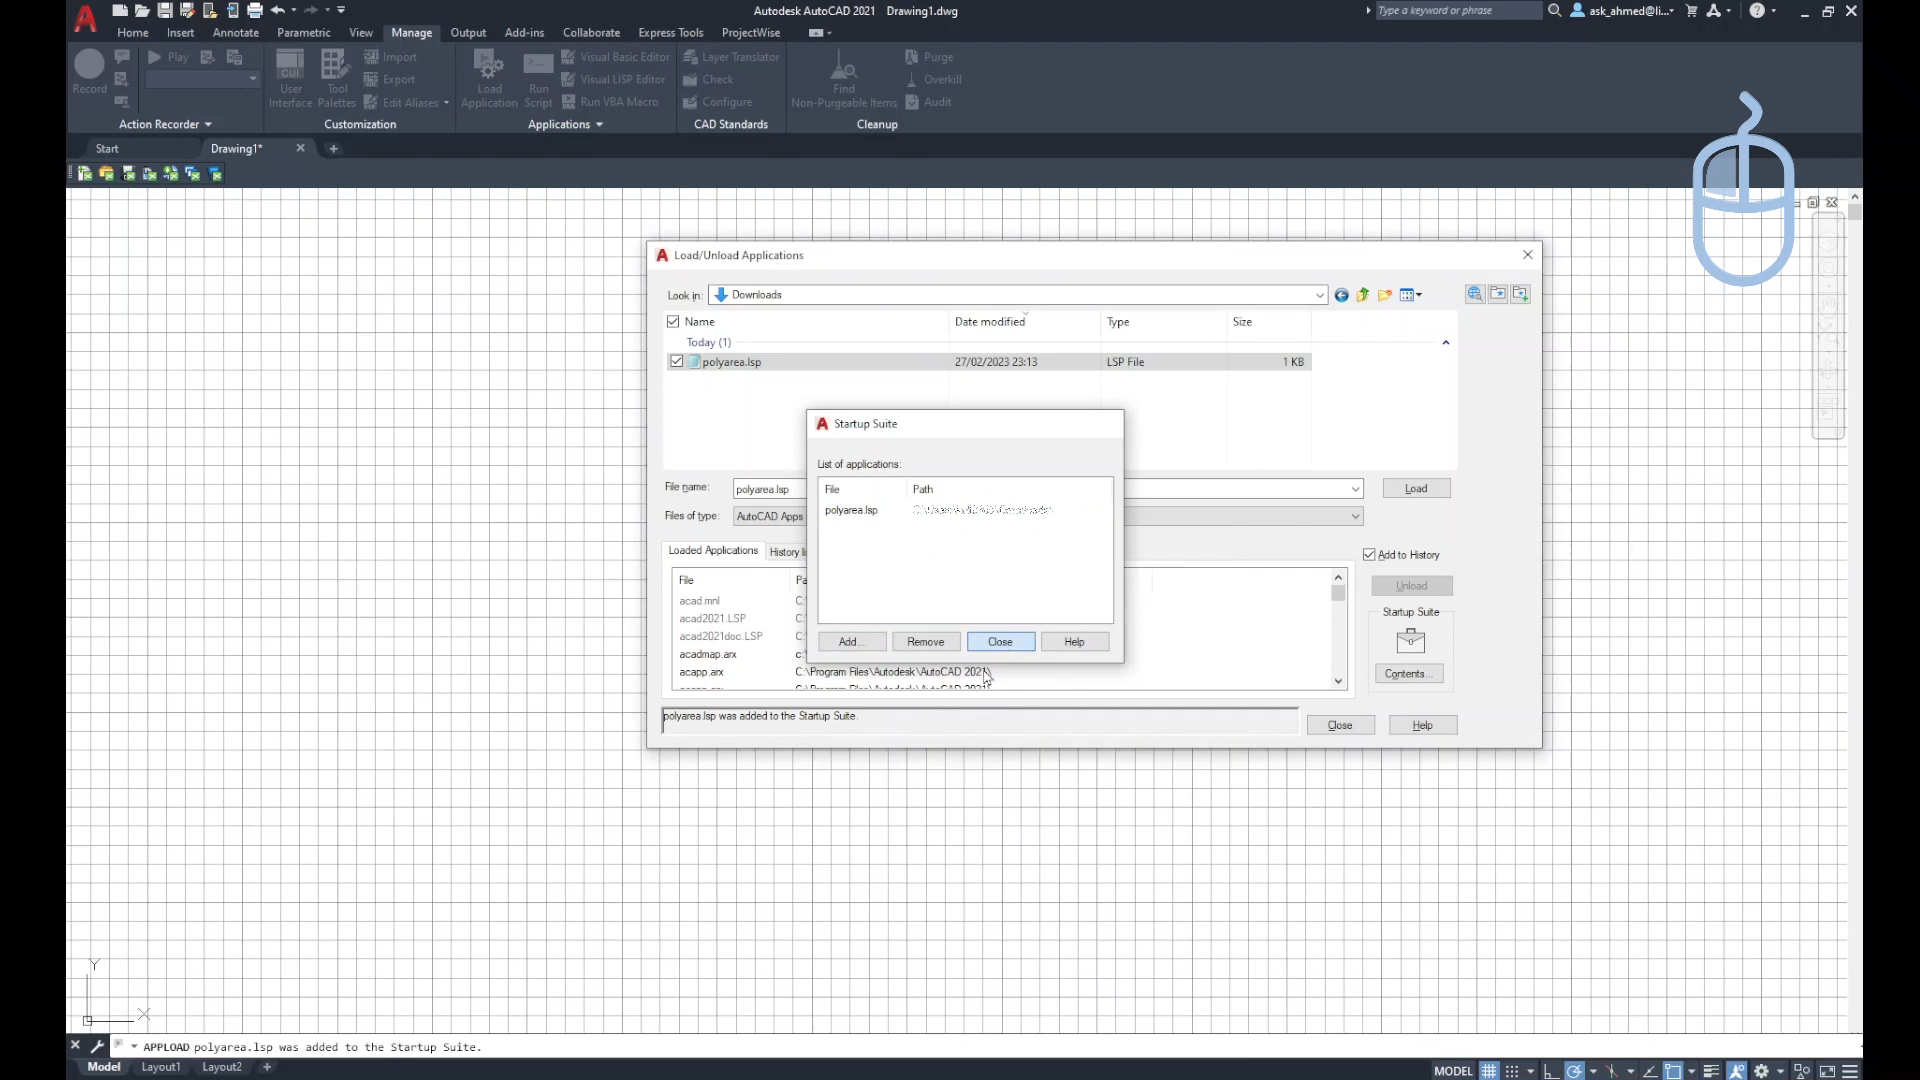 Autodesk AutoCAD 2021 Drawing1.dwg
Type a keyword or phrase
ask_ahmed@li...
Home Insert Annotate Parametric View Manage Output Add-ins Collaborate Express Tools ProjectWise
Record
Play
Action Recorder
CUI
User Interface
Tool Palettes
Import
Export
Edit Aliases
Customization
Load Application
Run Script
Visual Basic Editor
Visual LISP Editor
Run VBA Macro
Applications
Layer Translator
Check
Configure
CAD Standards
Find Non-Purgeable Items
Purge
Overkill
Audit
Cleanup
Start
Drawing1*
Load/Unload Applications
Look in: Downloads
Name Date modified Type Size
Today (1)
polyarea.lsp 27/02/2023 23:13 LSP File 1 KB
Startup Suite
List of applications:
File Path
polyarea.lsp
Add... Remove Close Help
File name: polyarea.lsp
Load
Files of type: AutoCAD Apps
Loaded Applications History li
Add to History
File Pa
acad.mnl C:\
acad2021.LSP C:\
acad2021doc.LSP C:\
acadmap.arx c:\
acapp.arx C:\Program Files\Autodesk\AutoCAD 2021\
C:\Program Files\Autodesk\AutoCAD 2021\
Unload
Startup Suite
Contents...
polyarea.lsp was added to the Startup Suite.
Close Help
Y
X
APPLOAD polyarea.lsp was added to the Startup Suite.
Model Layout1 Layout2
MODEL